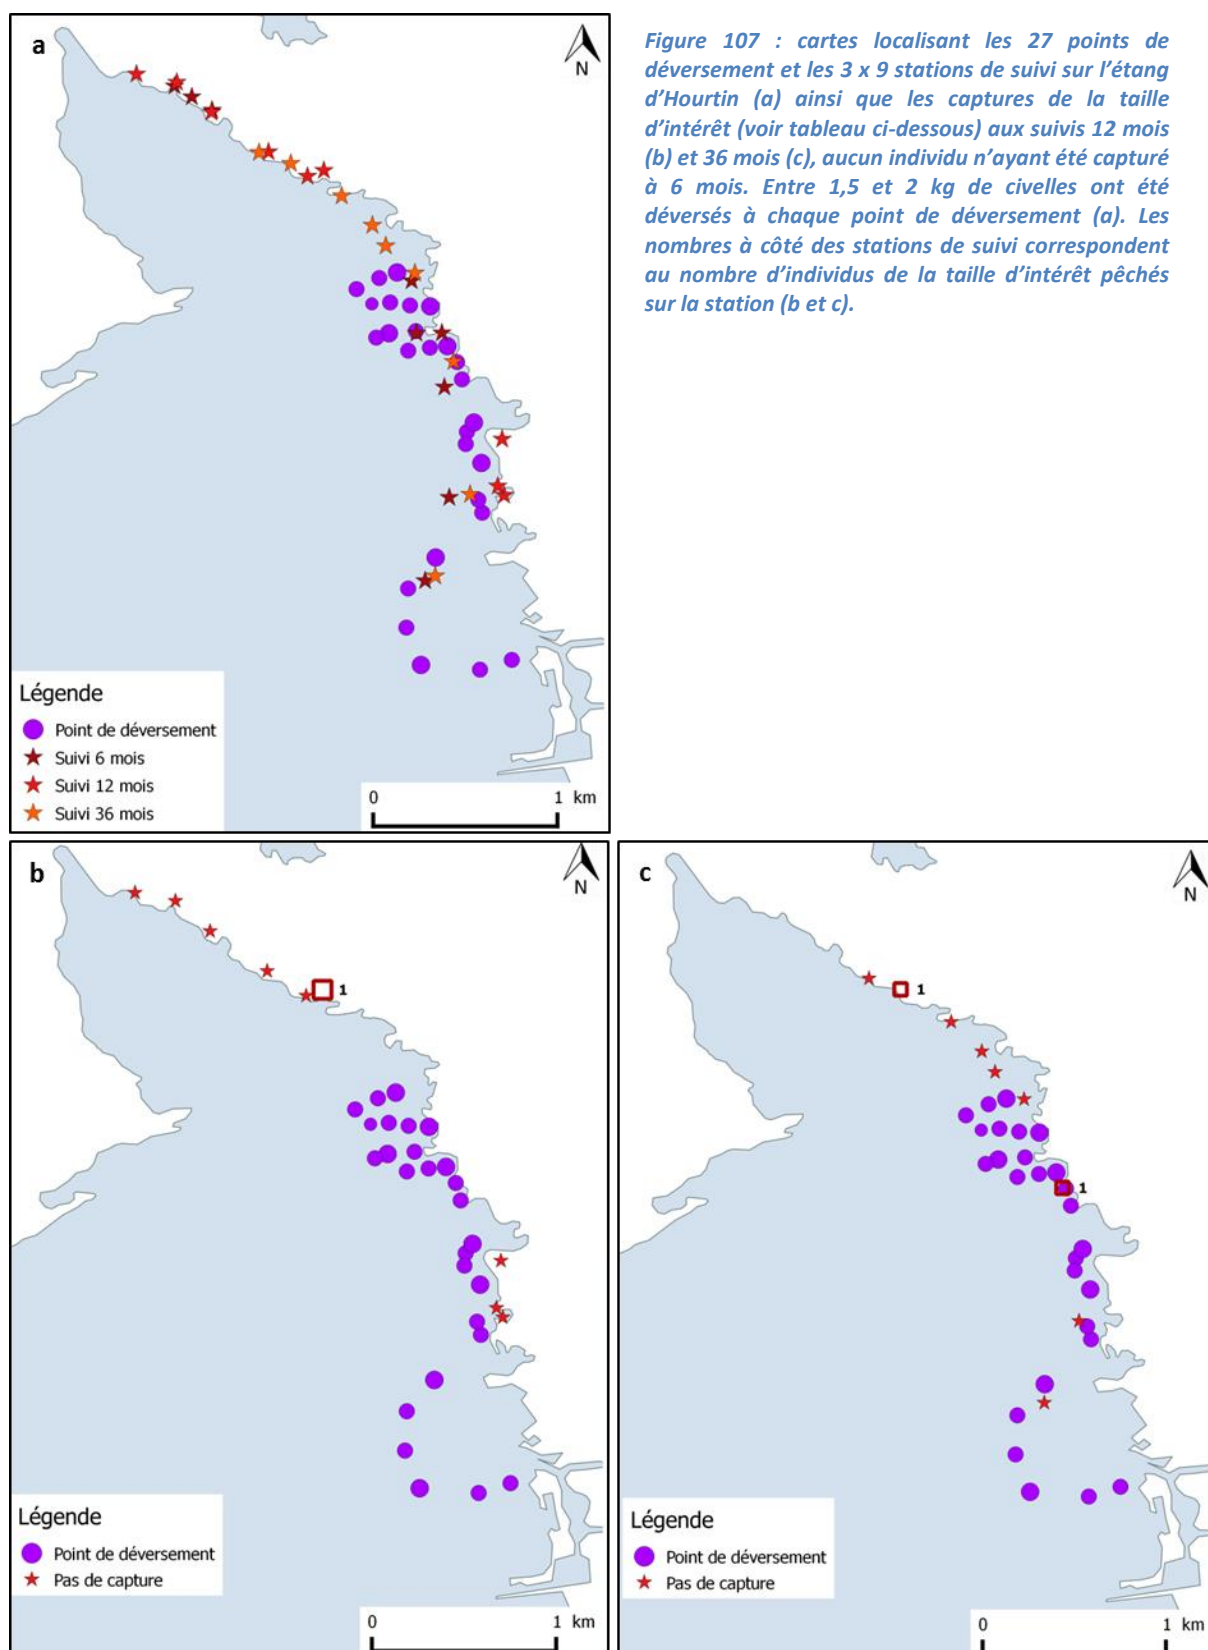 a
N
Figure 107 : cartes localisant les 27 points de
déversement et les 3 x 9 stations de suivi sur l'étang
d'Hourtin (a) ainsi que les captures de la taille
d'intérêt (voir tableau ci-dessous) aux suivis 12 mois
(b) et 36 mois (c), aucun individu n'ayant été capturé
à 6 mois. Entre 1,5 et 2 kg de civelles ont été
déversés à chaque point de déversement (a). Les
nombres à côté des stations de suivi correspondent
au nombre d'individus de la taille d'intérêt pêchés
sur la station (b et c).
Légende
Point de déversement
Suivi 6 mois
Suivi 12 mois
Suivi 36 mois
0 1 km
b
N
1
Légende
Point de déversement
Pas de capture
0 1 km
c
N
1
1
Légende
Point de déversement
Pas de capture
0 1 km